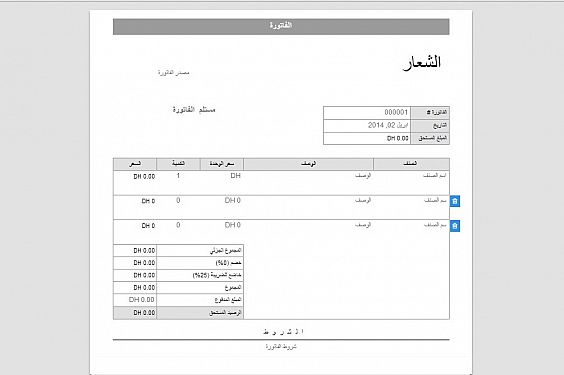 الفاتورة
الشعار
مصدر الفاتورة
مستلم الفاتورة
الفاتورة # 000001
التاريخ ابريل 02, 2014
المبلغ المستحق DH 0.00
الصنف الوصف سعر الوحدة الكمية السعر
اسم الصنف الوصف DH 1 DH 0.00
سم الصنف الوصف DH 0 0 DH 0
سم الصنف الوصف DH 0 0 DH 0
المجموع الجزئي DH 0.00
خصم (0%) DH 0.00
خاضع للضريبة (25%) DH 0.00
المجموع DH 0.00
المبلغ المدفوع DH 0.00
الرصيد المستحق DH 0.00
الشروط
شروط الفاتورة